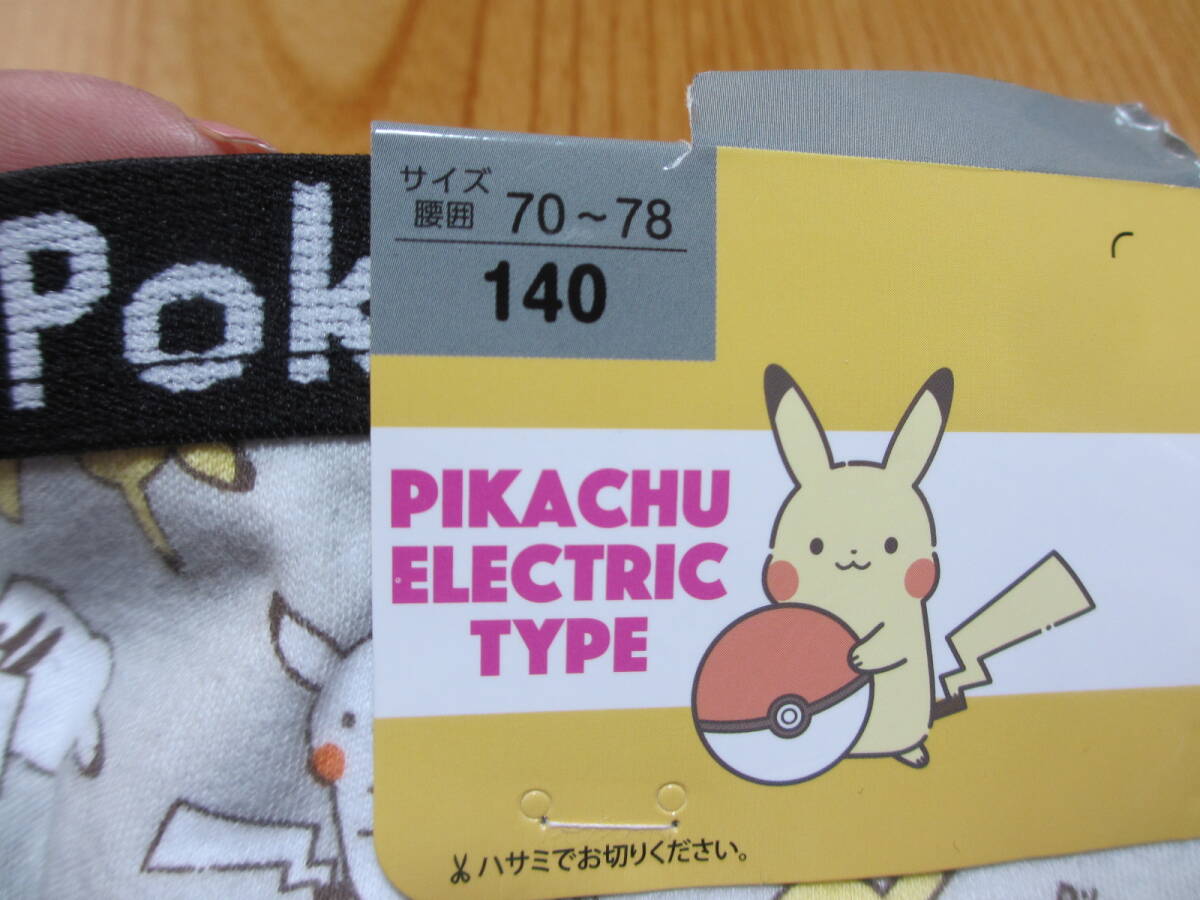 Pok
サイズ
腰囲 70～78
140
PIKACHU
ELECTRIC
TYPE
ハサミでお切りください。